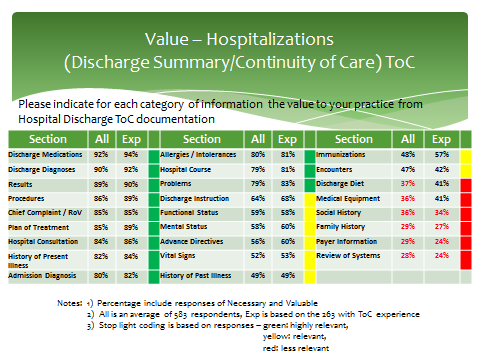 Value – Hospitalizations
(Discharge Summary/Continuity of Care) ToC
Please indicate for each category of information the value to your practice from
Hospital Discharge ToC documentation
Section All Exp Section All Exp Section All Exp
Discharge Medications 92% 94% Allergies / Intolerances 80% 81% Immunizations 48% 57%
Discharge Diagnoses 90% 92% Hospital Course 79% 81% Encounters 47% 42%
Results 89% 90% Problems 79% 83% Discharge Diet 37% 41%
Procedures 86% 89% Discharge Instruction 64% 68% Medical Equipment 36% 41%
Chief Complaint / RoV 85% 85% Functional Status 59% 58% Social History 36% 34%
Plan of Treatment 85% 89% Mental Status 58% 60% Family History 29% 27%
Hospital Consultation 84% 86% Advance Directives 56% 60% Payer Information 29% 24%
History of Present
Illness 82% 84% Vital Signs 52% 53% Review of Systems 28% 24%
Admission Diagnosis 80% 82% History of Past Illness 49% 49%
Notes: 1) Percentage include responses of Necessary and Valuable
2) All is an average of 583 respondents, Exp is based on the 263 with ToC experience
3) Stop light coding is based on responses – green: highly relevant,
yellow: relevant,
red: less relevant